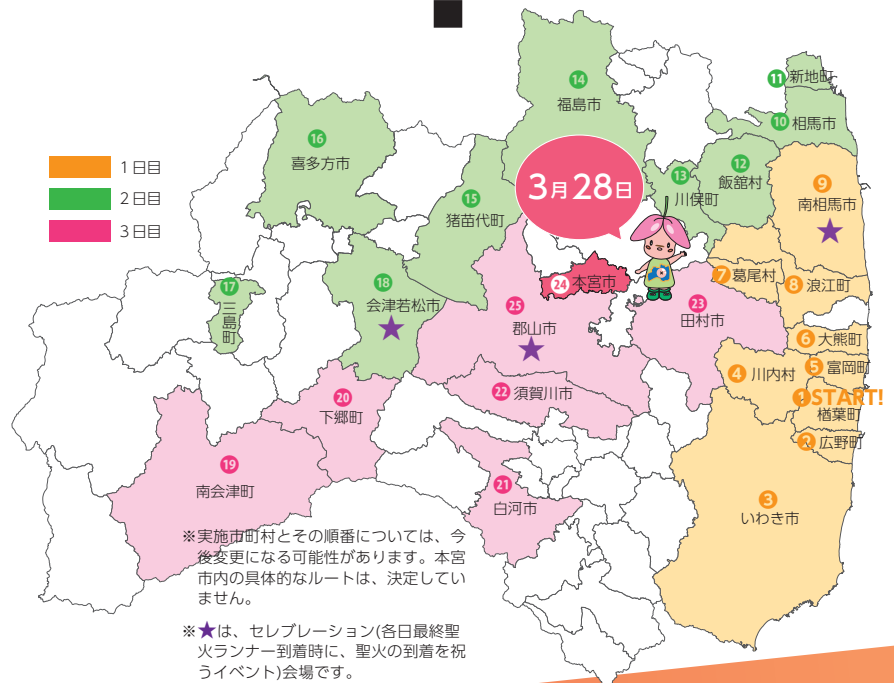 1日目
2日目
3日目
3月28日
START!
楢葉町
2 広野町
3 いわき市
4 川内村
5 富岡町
6 大熊町
7 葛尾村
8 浪江町
9 南相馬市
10 相馬市
11 新地町
12 飯舘村
13 川俣町
14 福島市
15 猪苗代町
16 喜多方市
17 三島町
18 会津若松市
19 南会津町
20 下郷町
21 白河市
22 須賀川市
23 田村市
24 本宮市
25 郡山市
※実施市町村とその順番については、今
後変更になる可能性があります。本宮
市内の具体的なルートは、決定してい
ません。
※★は、セレブレーション(各日最終聖
火ランナー到着時に、聖火の到着を祝
うイベント)会場です。